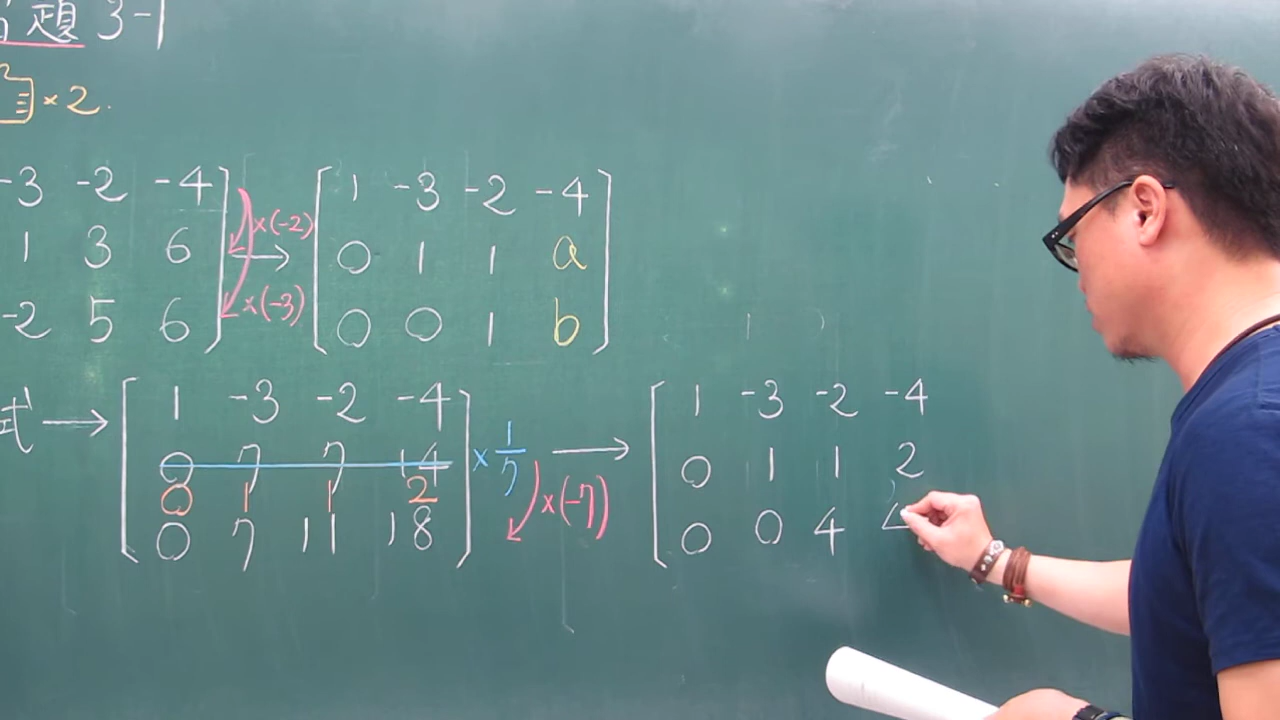 習題 3-1
×2.
-3 -2 -4 ×(-2) → 1 -3 -2 -4
1 3 6 0 1 1 a
-2 5 6 ×(-3) 0 0 1 b
式 → 1 -3 -2 -4 1 -3 -2 -4
0 7 7 14 ×1/7 → 0 1 1 2
0 1 1 2
0 7 11 18 ×(-7) 0 0 4